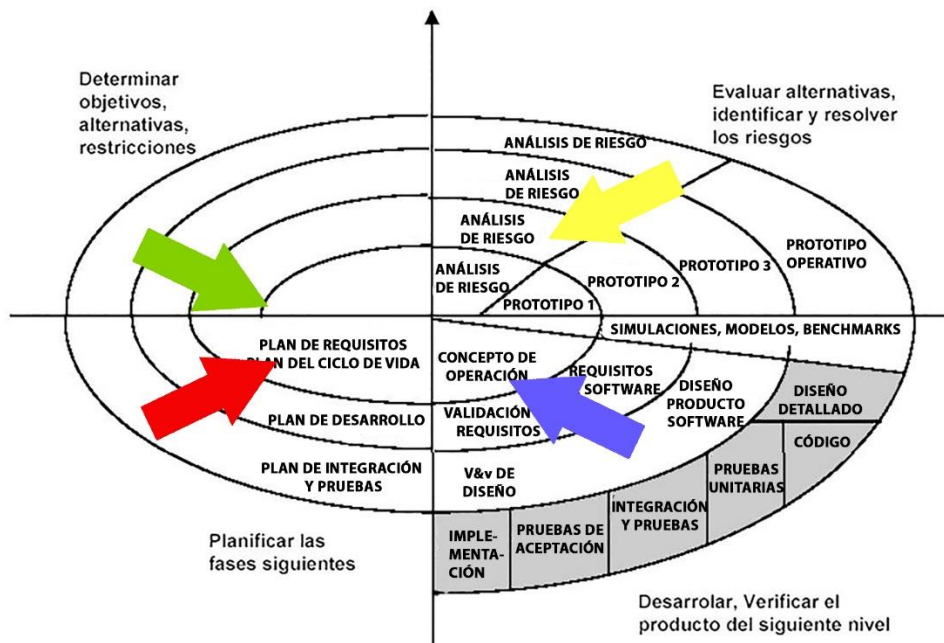 Determinar
objetivos,
alternativas,
restricciones
Evaluar alternativas,
identificar y resolver
los riesgos
ANÁLISIS DE RIESGO
ANÁLISIS
DE RIESGO
ANÁLISIS
DE RIESGO
ANÁLISIS
DE RIESGO
PROTOTIPO 1
PROTOTIPO 2
PROTOTIPO 3
PROTOTIPO
OPERATIVO
SIMULACIONES, MODELOS, BENCHMARKS
PLAN DE REQUISITOS
PLAN DEL CICLO DE VIDA
CONCEPTO DE
OPERACIÓN
REQUISITOS
SOFTWARE
DISEÑO
PRODUCTO
SOFTWARE
DISEÑO
DETALLADO
PLAN DE DESARROLLO
VALIDACIÓN
REQUISITOS
CÓDIGO
PLAN DE INTEGRACIÓN
Y PRUEBAS
V&v DE
DISEÑO
PRUEBAS
UNITARIAS
INTEGRACIÓN
Y PRUEBAS
PRUEBAS DE
ACEPTACIÓN
IMPLE-
MENTA-
CIÓN
Planificar las
fases siguientes
Desarrolar, Verificar el
producto del siguiente nivel